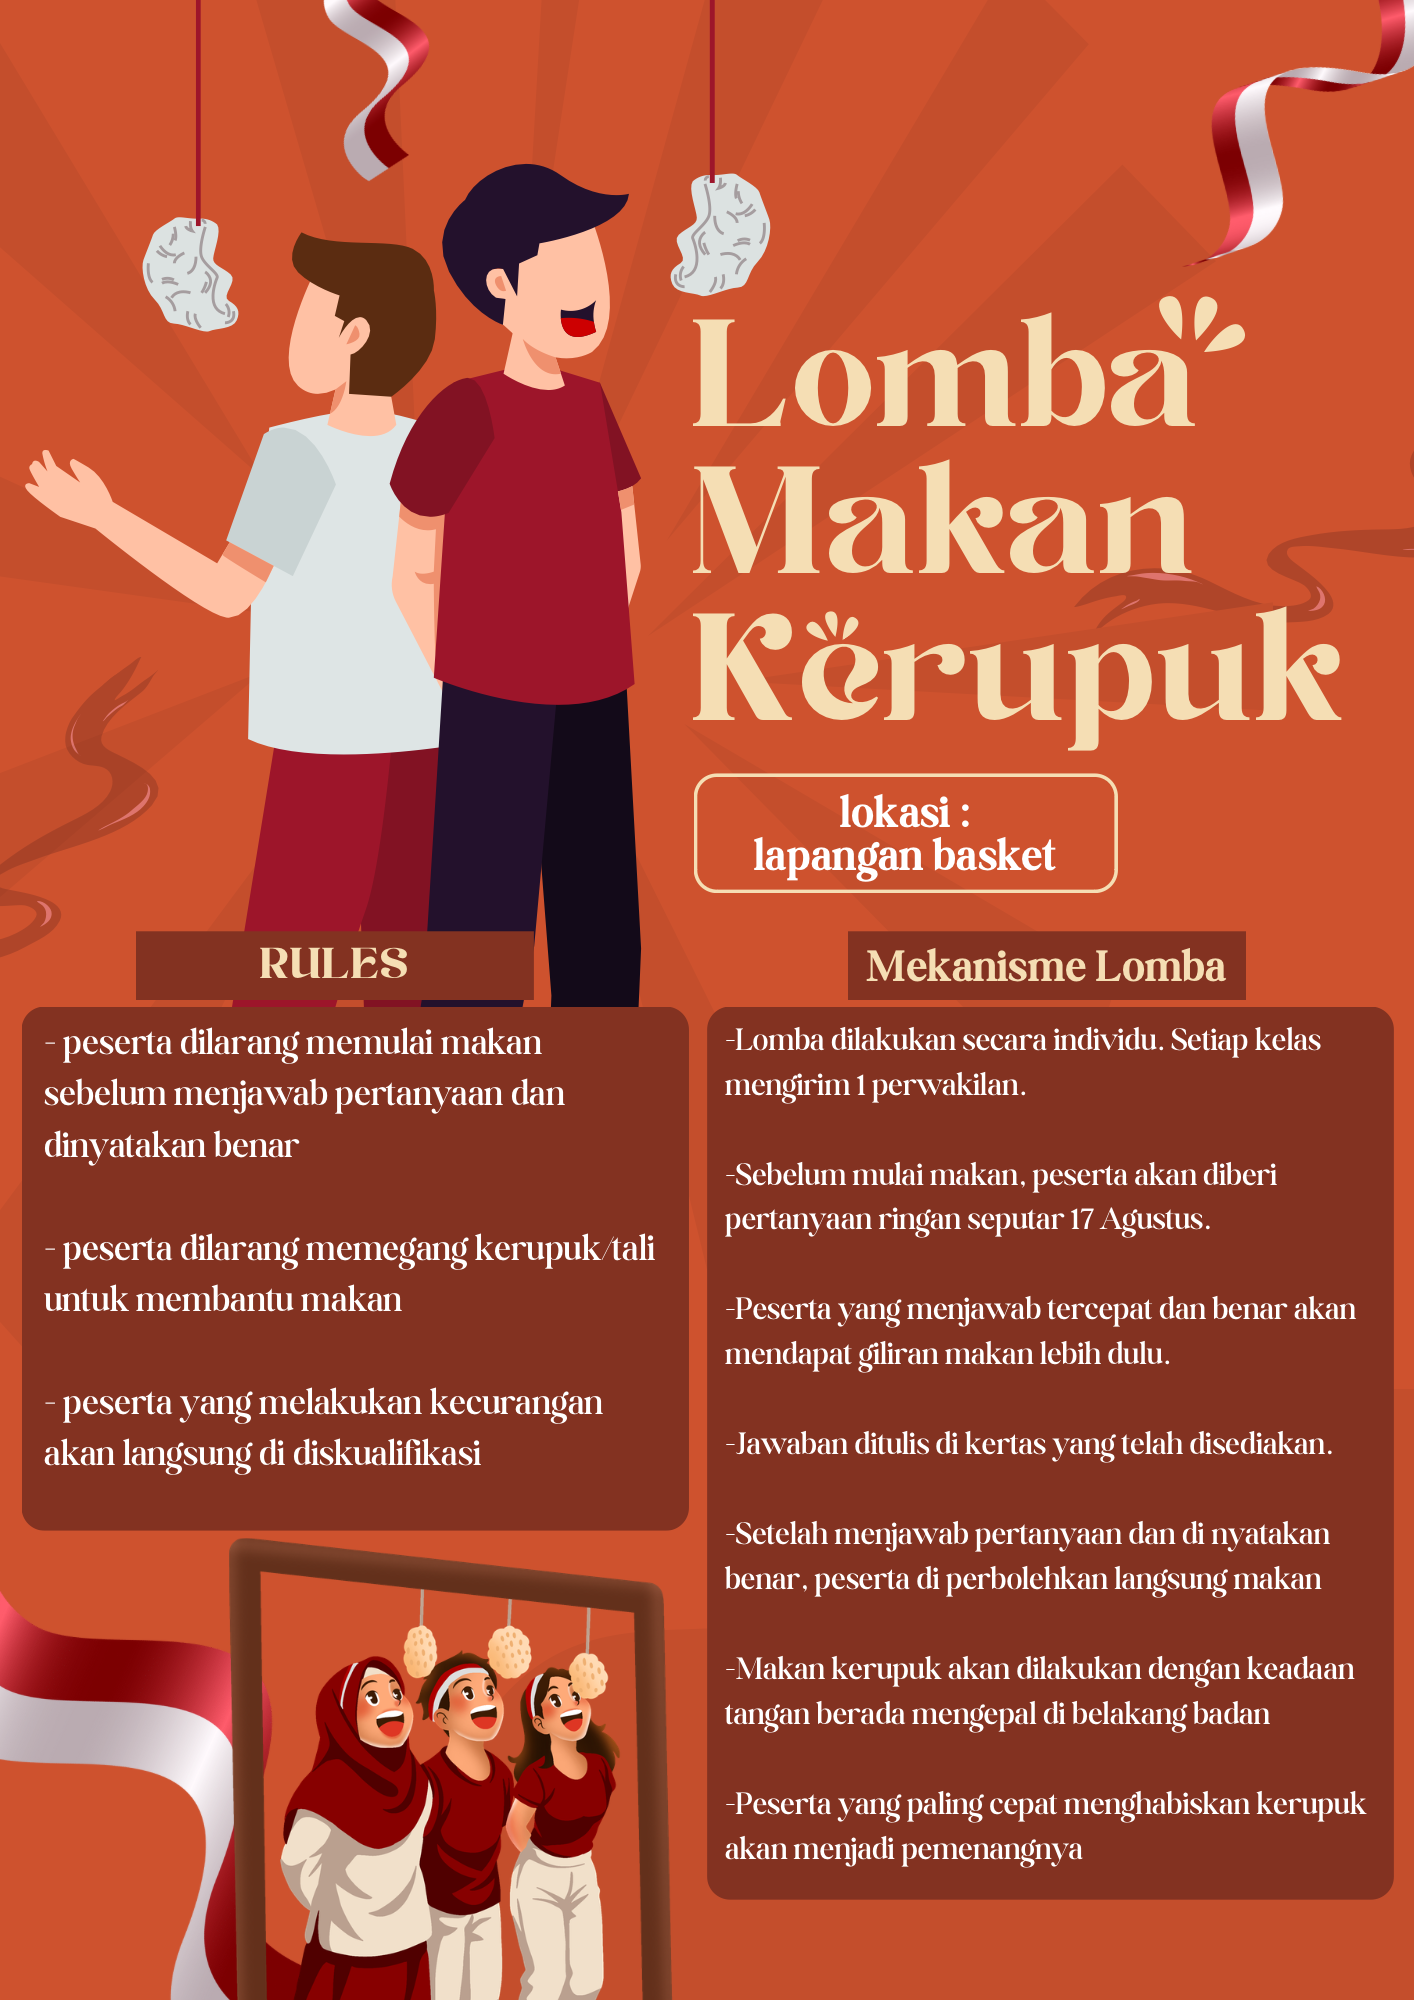 Lomba
Makan
Kerupuk
lokasi :
lapangan basket
RULES
- peserta dilarang memulai makan
sebelum menjawab pertanyaan dan
dinyatakan benar
- peserta dilarang memegang kerupuk/tali
untuk membantu makan
- peserta yang melakukan kecurangan
akan langsung di diskualifikasi
Mekanisme Lomba
-Lomba dilakukan secara individu. Setiap kelas
mengirim 1 perwakilan.
-Sebelum mulai makan, peserta akan diberi
pertanyaan ringan seputar 17 Agustus.
-Peserta yang menjawab tercepat dan benar akan
mendapat giliran makan lebih dulu.
-Jawaban ditulis di kertas yang telah disediakan.
-Setelah menjawab pertanyaan dan di nyatakan
benar, peserta di perbolehkan langsung makan
-Makan kerupuk akan dilakukan dengan keadaan
tangan berada mengepal di belakang badan
-Peserta yang paling cepat menghabiskan kerupuk
akan menjadi pemenangnya